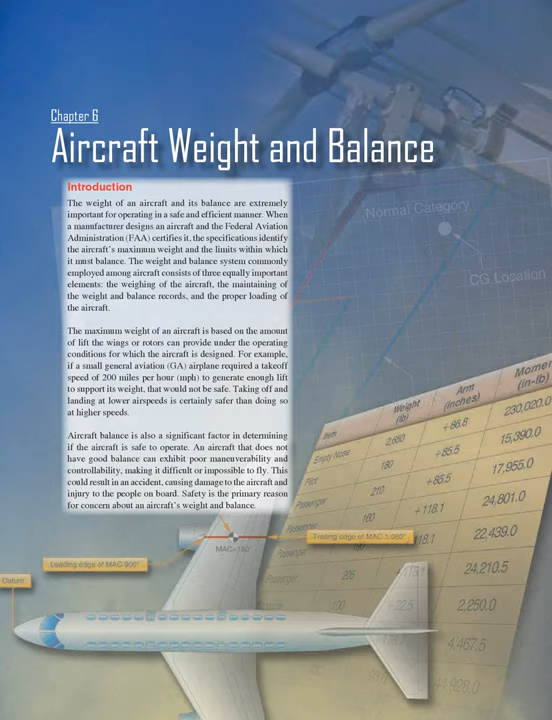 Chapter 6
Aircraft Weight and Balance
Introduction
The weight of an aircraft and its balance are extremely
important for operating in a safe and efficient manner. When
a manufacturer designs an aircraft and the Federal Aviation
Administration (FAA) certifies it, the specifications identify
the aircraft's maximum weight and the limits within which
it must balance. The weight and balance system commonly
employed among aircraft consists of three equally important
elements: the weighing of the aircraft, the maintaining of
the weight and balance records, and the proper loading of
the aircraft.
The maximum weight of an aircraft is based on the amount
of lift the wings or rotors can provide under the operating
conditions for which the aircraft is designed. For example,
if a small general aviation (GA) airplane required a takeoff
speed of 200 miles per hour (mph) to generate enough lift
to support its weight, that would not be safe. Taking off and
landing at lower airspeeds is certainly safer than doing so
at higher speeds.
Aircraft balance is also a significant factor in determining
if the aircraft is safe to operate. An aircraft that does not
have good balance can exhibit poor maneuverability and
controllability, making it difficult or impossible to fly. This
could result in an accident, causing damage to the aircraft and
injury to the people on board. Safety is the primary reason
for concern about an aircraft's weight and balance.
Normal Category
CG Location
Item Weight (lb) Arm (inches) Moment (in-lb)
Empty 2,650 +86.8 230,020.0
Pilot 180 +85.5 15,390.0
Passenger 210 +85.5 17,955.0
Passenger 160 +118.1 24,801.0
Passenger 118.1 22,439.0
Passenger 205 24,210.5
100 +22.5 2,250.0
4,467.5
928.0
MAC=180"
Trailing edge of MAC 1,080"
Leading edge of MAC 900"
Datum